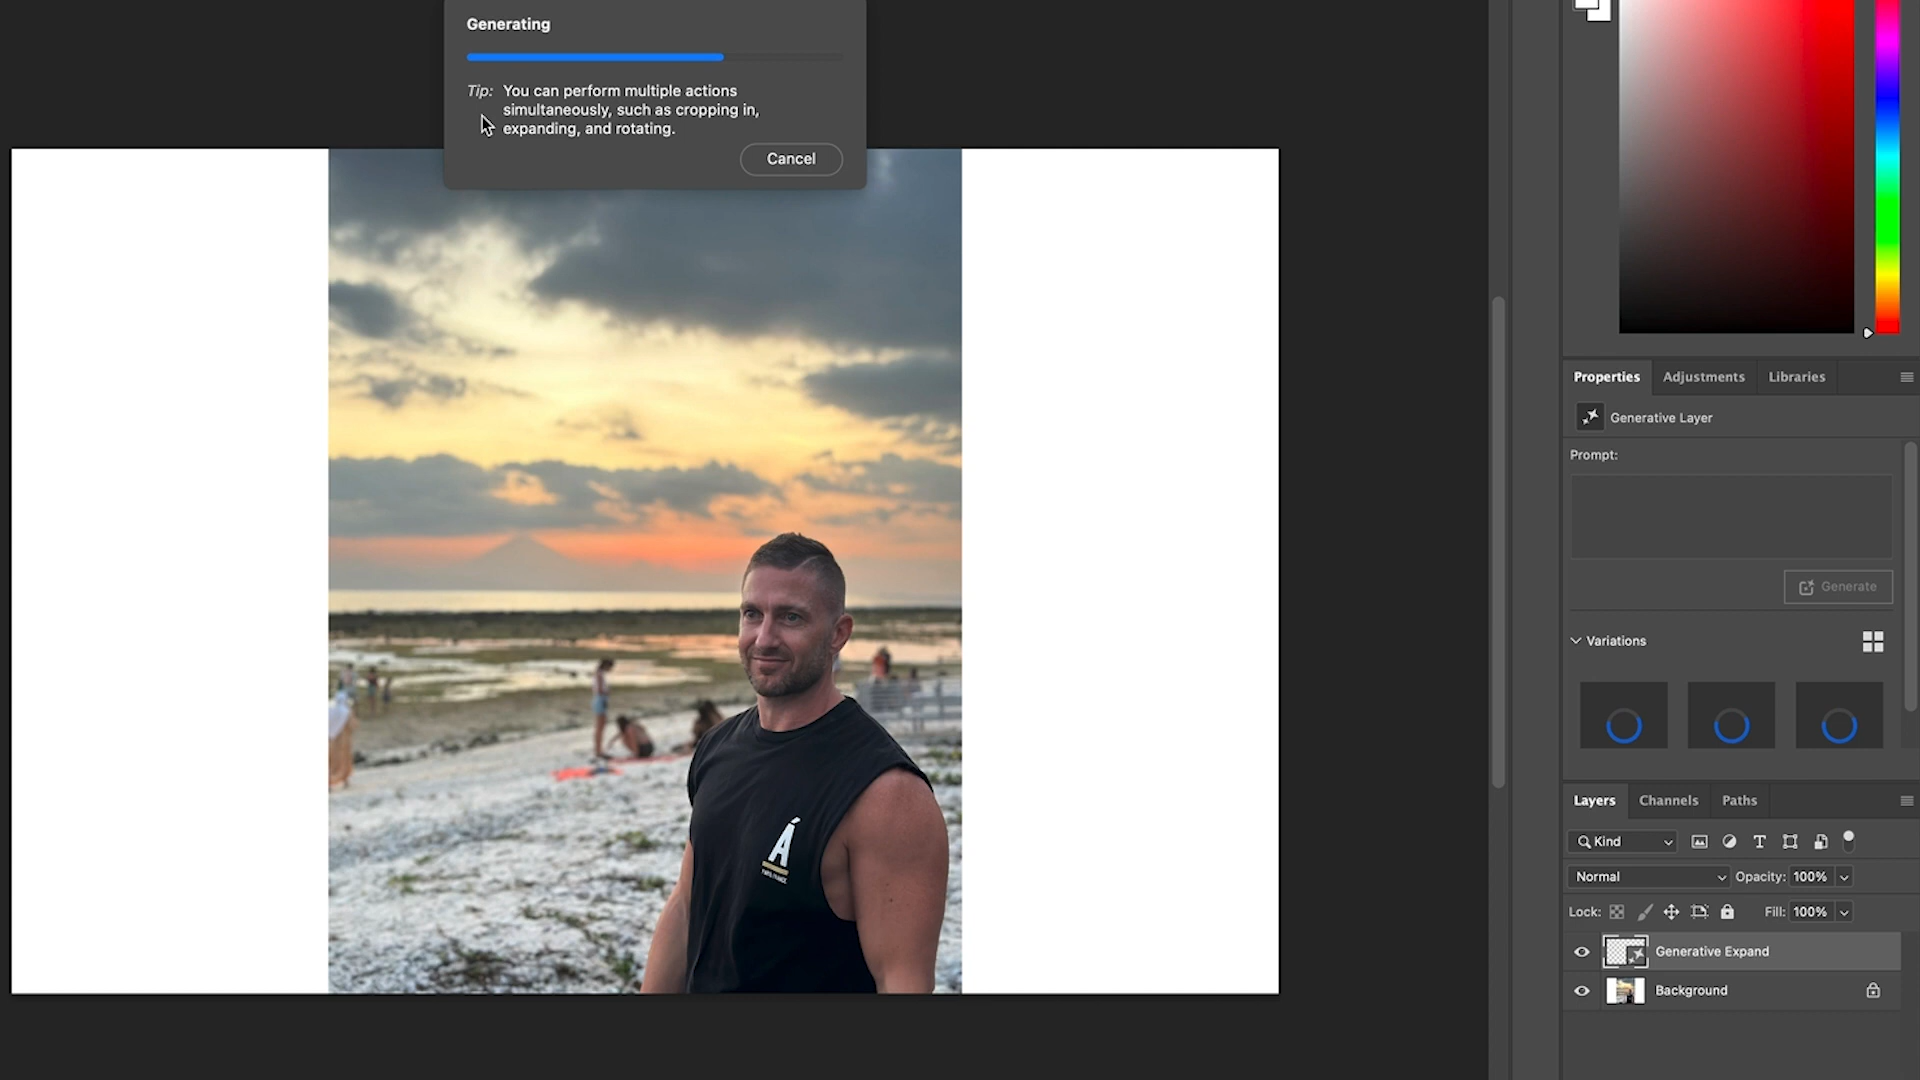 Generating
Tip: You can perform multiple actions
simultaneously, such as cropping in,
expanding, and rotating.
Cancel
Á
Properties
Adjustments
Libraries
Generative Layer
Prompt:
Generate
Variations
Layers
Channels
Paths
Kind
Normal
Opacity: 100%
Lock:
Fill: 100%
Generative Expand
Background